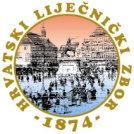 HRVATSKI LIJEČNIČKI ZBOR
-1874-